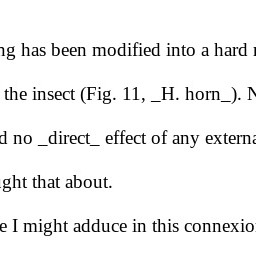 ng has been modified into a hard
the insect (Fig. 11, _H. horn_). N
d no _direct_ effect of any externa
ght that about.
e I might adduce in this connexio